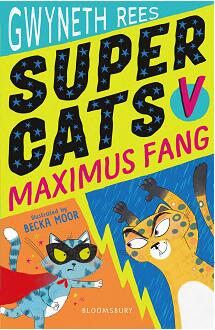 GWYNETH REES
SUPER
CATS V
MAXIMUS FANG
Illustrated by
BECKA MOOR
BLOOMSBURY